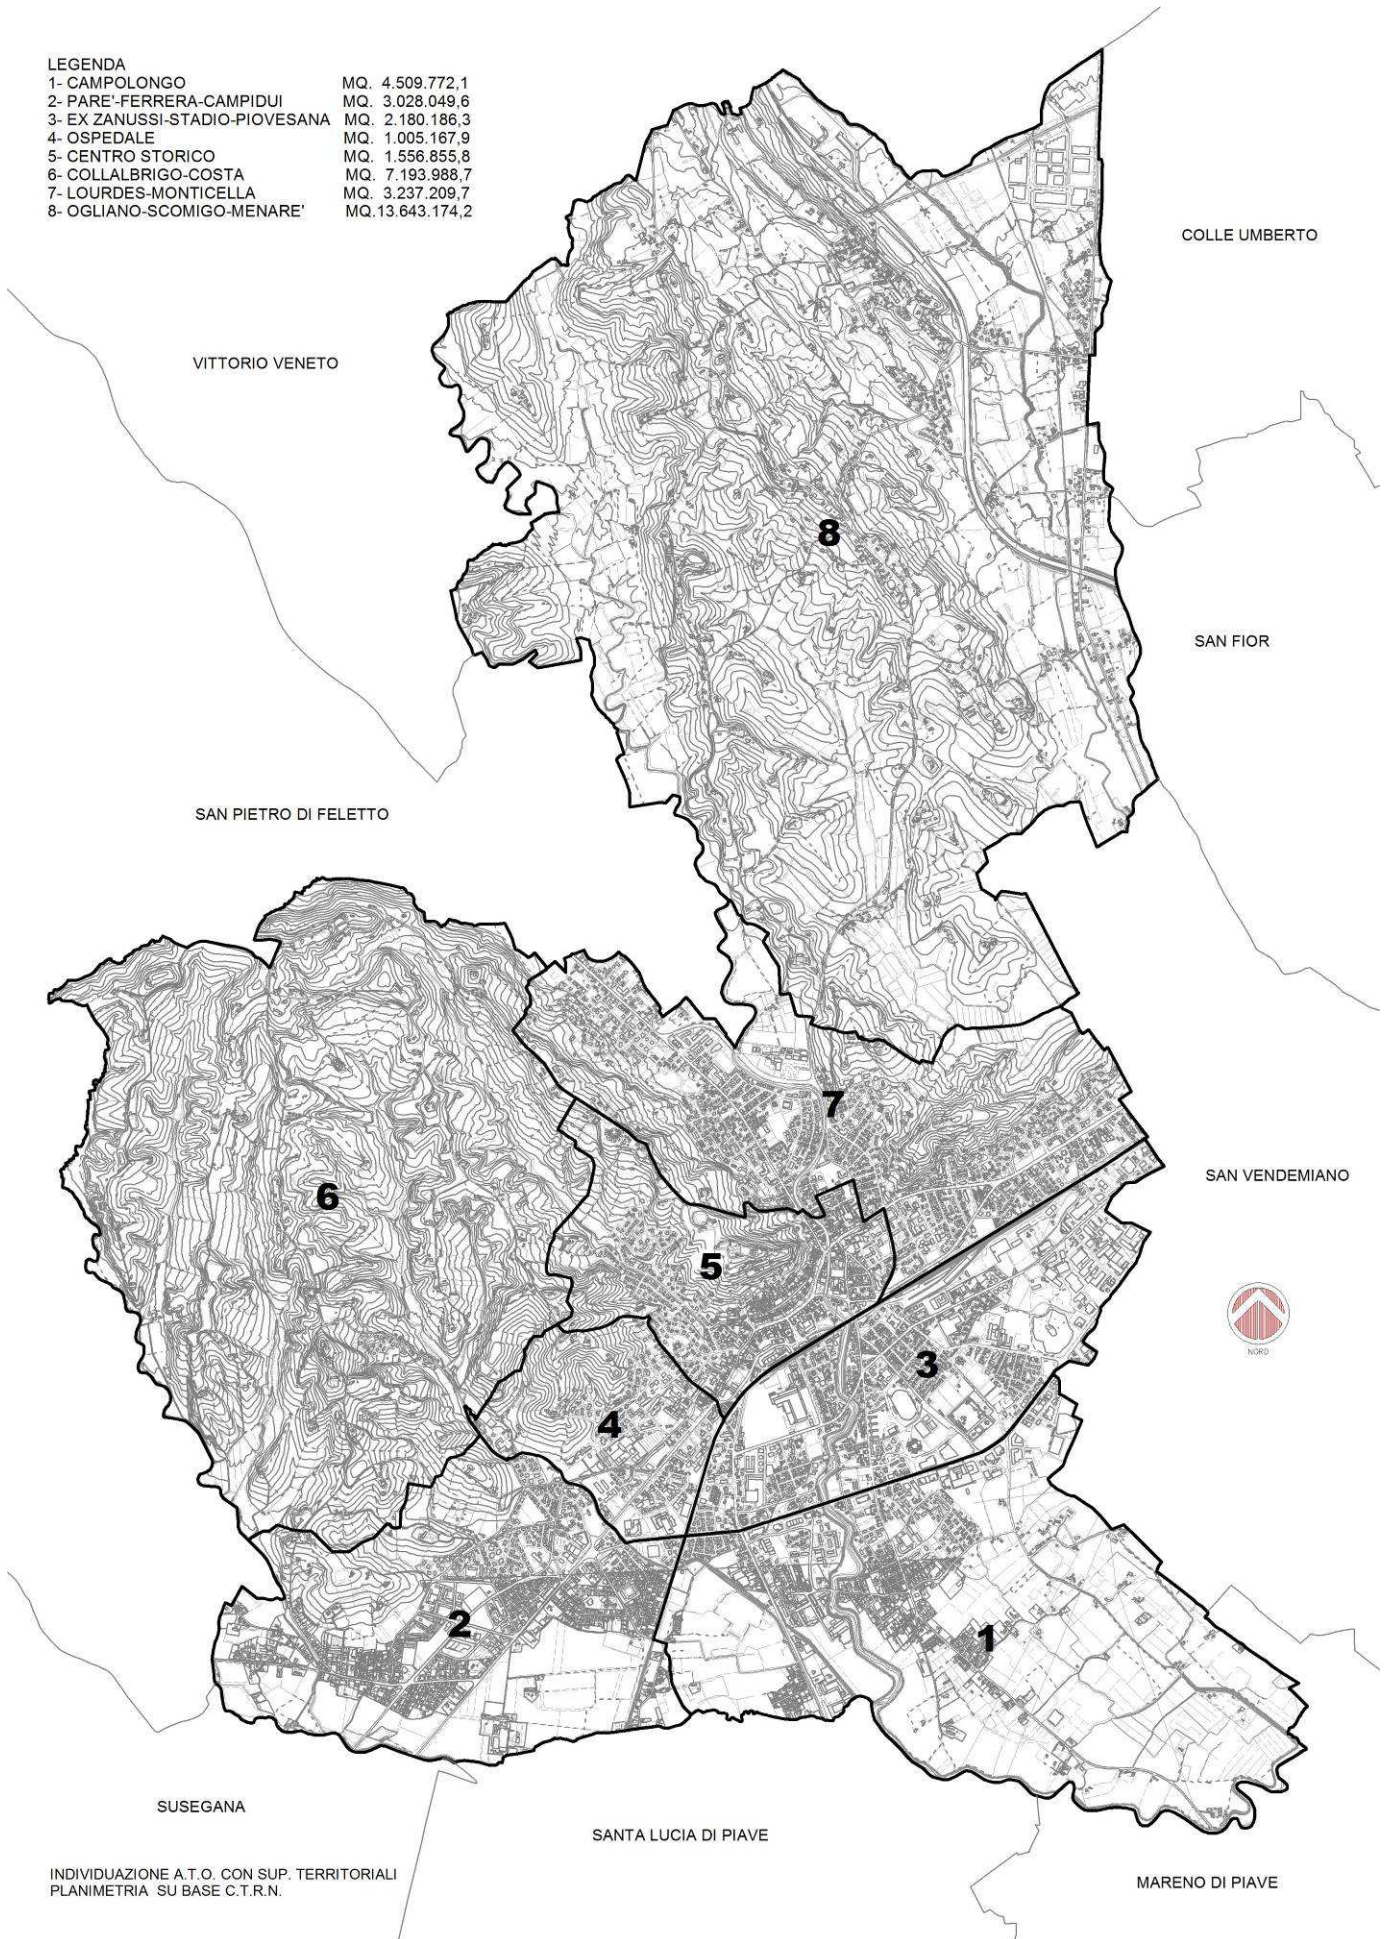 LEGENDA
1- CAMPOLONGO MQ. 4.509.772,1
2- PARE'-FERRERA-CAMPIDUI MQ. 3.028.049,6
3- EX ZANUSSI-STADIO-PIOVESANA MQ. 2.180.186,3
4- OSPEDALE MQ. 1.005.167,9
5- CENTRO STORICO MQ. 1.556.855,8
6- COLLALBRIGO-COSTA MQ. 7.193.988,7
7- LOURDES-MONTICELLA MQ. 3.237.209,7
8- OGLIANO-SCOMIGO-MENARE' MQ.13.643.174,2
COLLE UMBERTO
VITTORIO VENETO
8
SAN FIOR
SAN PIETRO DI FELETTO
7
SAN VENDEMIANO
6
5
NORD
3
4
2
1
SUSEGANA
SANTA LUCIA DI PIAVE
INDIVIDUAZIONE A.T.O. CON SUP. TERRITORIALI
PLANIMETRIA SU BASE C.T.R.N.
MARENO DI PIAVE